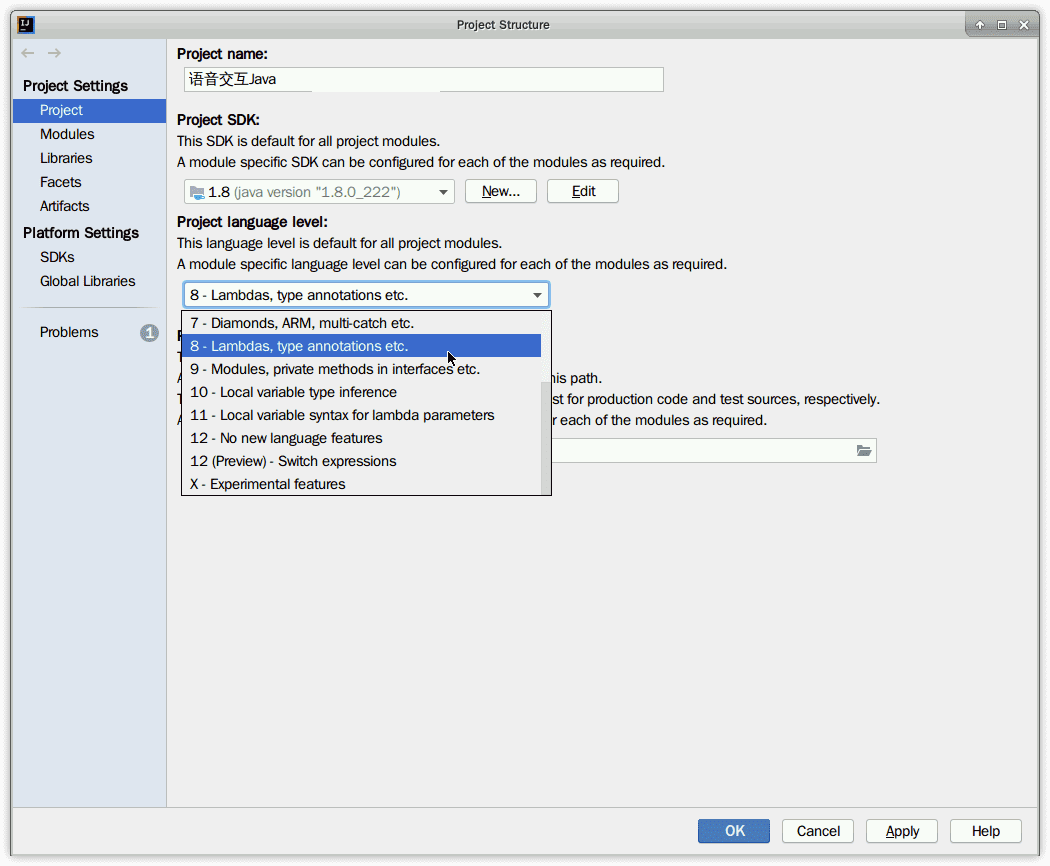 Project Structure
Project name:
语音交互Java
Project Settings
Project
Modules
Libraries
Facets
Artifacts
Platform Settings
SDKs
Global Libraries
Problems 1
Project SDK:
This SDK is default for all project modules.
A module specific SDK can be configured for each of the modules as required.
1.8 (java version "1.8.0_222")
New...
Edit
Project language level:
This language level is default for all project modules.
A module specific language level can be configured for each of the modules as required.
8 - Lambdas, type annotations etc.
7 - Diamonds, ARM, multi-catch etc.
8 - Lambdas, type annotations etc.
9 - Modules, private methods in interfaces etc.
10 - Local variable type inference
11 - Local variable syntax for lambda parameters
12 - No new language features
12 (Preview) - Switch expressions
X - Experimental features
his path.
st for production code and test sources, respectively.
r each of the modules as required.
OK
Cancel
Apply
Help